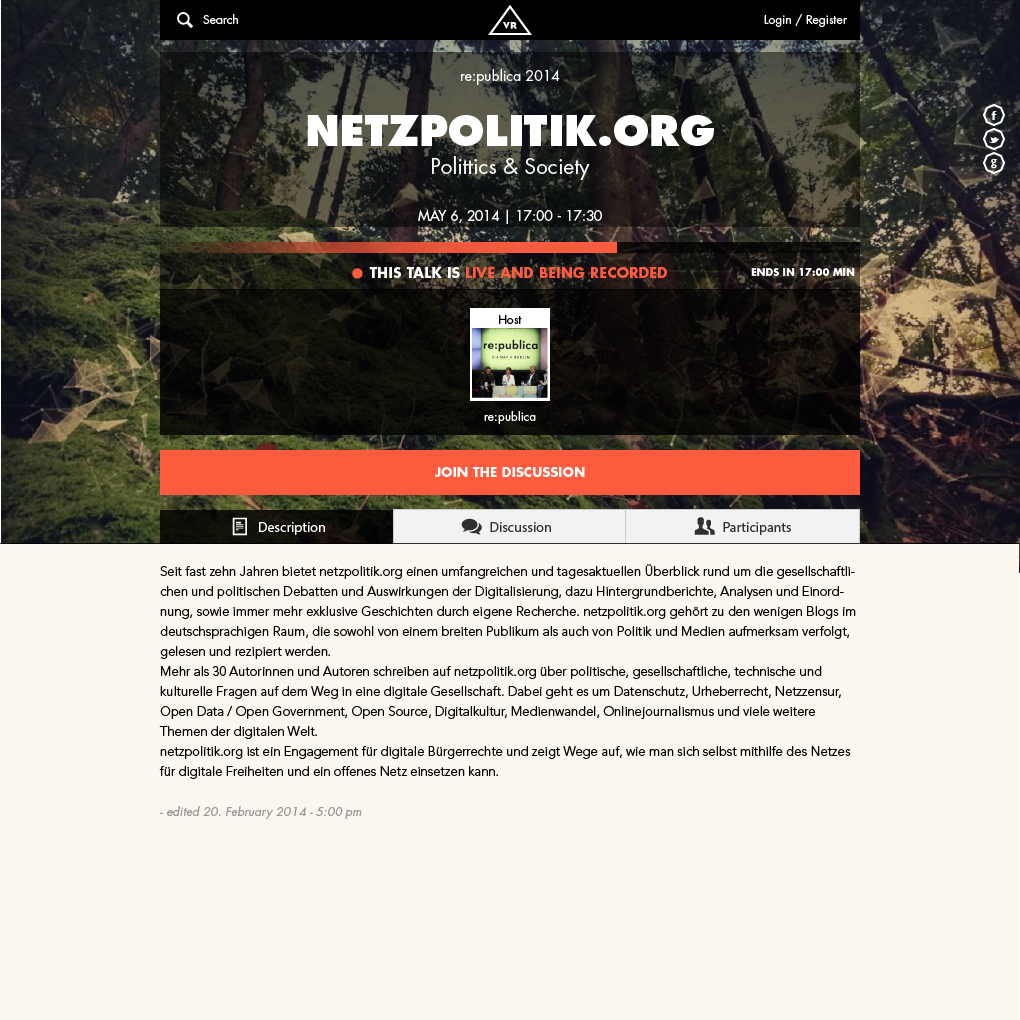 Search
VR
Login / Register
re:publica 2014
NETZPOLITIK.ORG
Polittics & Society
MAY 6, 2014 | 17:00 - 17:30
THIS TALK IS LIVE AND BEING RECORDED
ENDS IN 17:00 MIN
f
g
Host
re:publica
re:publica
JOIN THE DISCUSSION
Description
Discussion
Participants
Seit fast zehn Jahren bietet netzpolitik.org einen umfangreichen und tagesaktuellen Überblick rund um die gesellschaftli-
chen und politischen Debatten und Auswirkungen der Digitalisierung, dazu Hintergrundberichte, Analysen und Einord-
nung, sowie immer mehr exklusive Geschichten durch eigene Recherche. netzpolitik.org gehört zu den wenigen Blogs im
deutschsprachigen Raum, die sowohl von einem breiten Publikum als auch von Politik und Medien aufmerksam verfolgt,
gelesen und rezipiert werden.
Mehr als 30 Autorinnen und Autoren schreiben auf netzpolitik.org über politische, gesellschaftliche, technische und
kulturelle Fragen auf dem Weg in eine digitale Gesellschaft. Dabei geht es um Datenschutz, Urheberrecht, Netzzensur,
Open Data / Open Government, Open Source, Digitalkultur, Medienwandel, Onlinejournalismus und viele weitere
Themen der digitalen Welt.
netzpolitik.org ist ein Engagement für digitale Bürgerrechte und zeigt Wege auf, wie man sich selbst mithilfe des Netzes
für digitale Freiheiten und ein offenes Netz einsetzen kann.
- edited 20. February 2014 - 5:00 pm